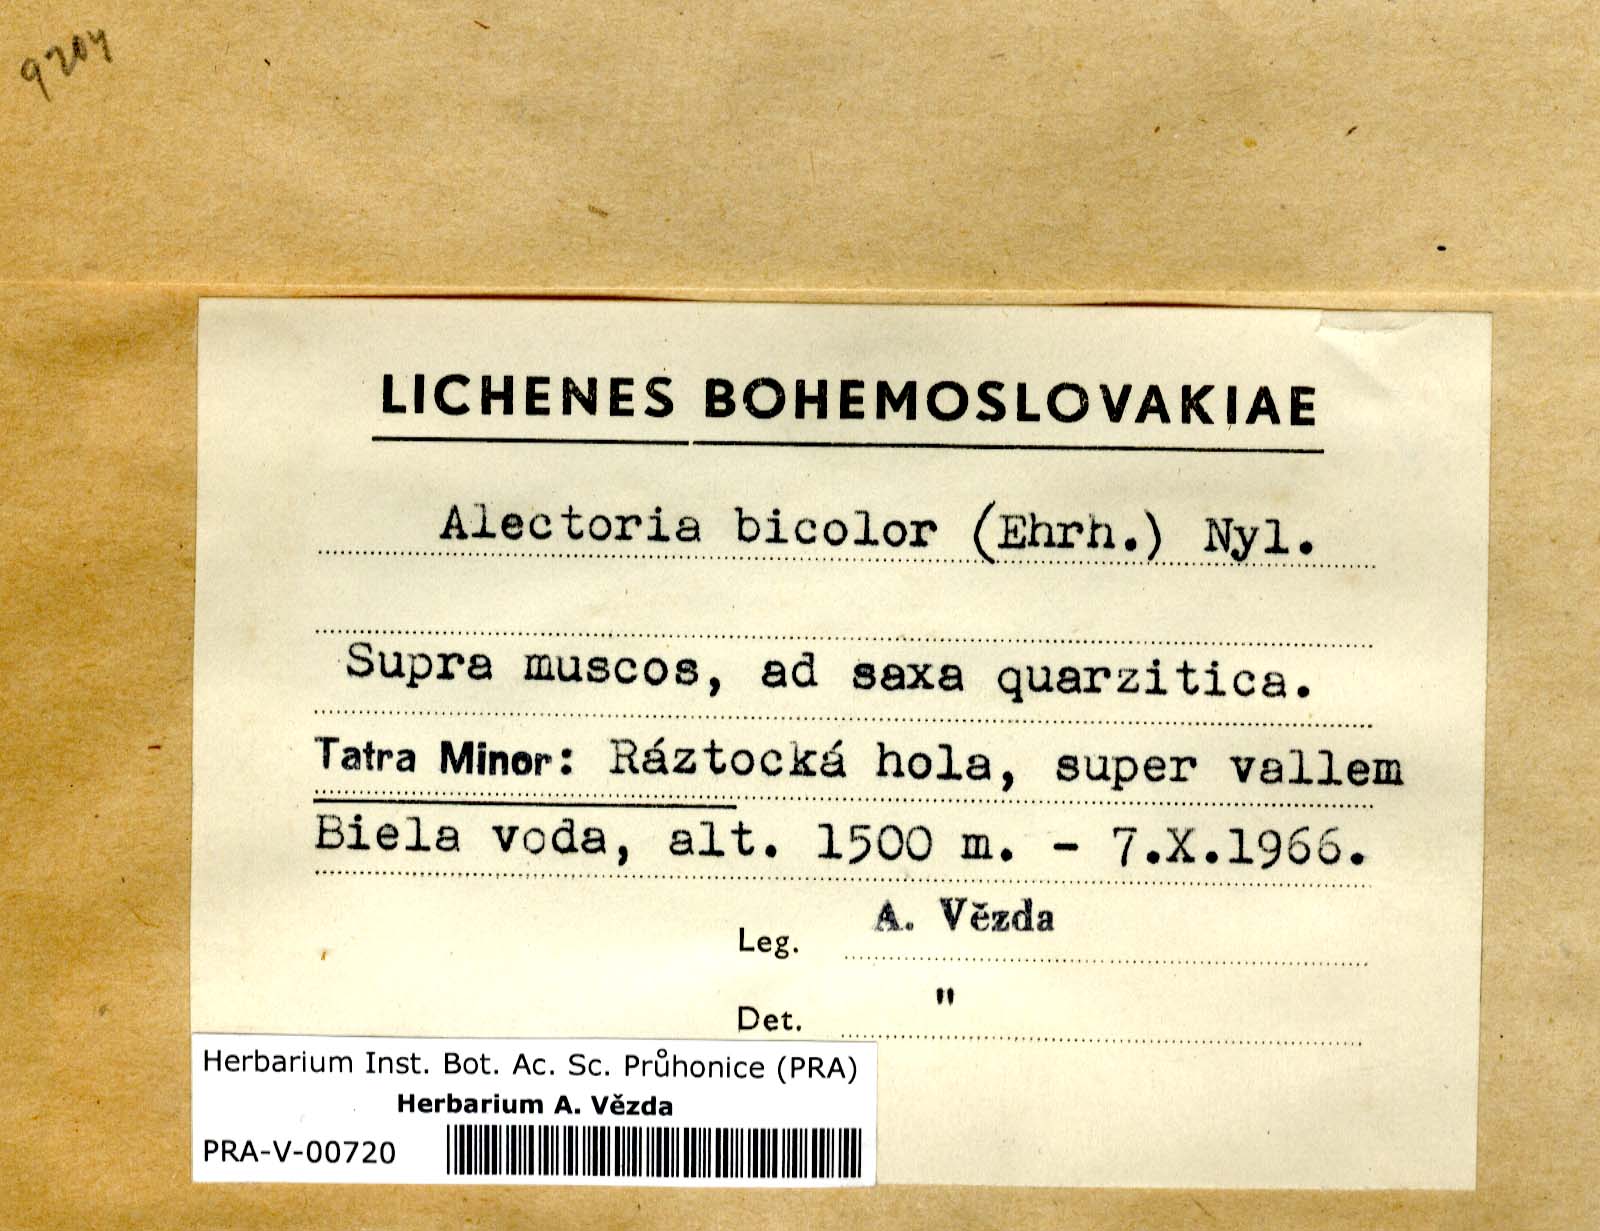 9204
LICHENES BOHEMOSLOVAKIAE
Alectoria bicolor (Ehrh.) Nyl.
Supra muscos, ad saxa quarzitica.
Tatra Minor: Ráztocká hola, super vallem
Biela voda, alt. 1500 m. - 7.X.1966.
Leg. A. Vězda
Det. "
Herbarium Inst. Bot. Ac. Sc. Průhonice (PRA)
Herbarium A. Vězda
PRA-V-00720